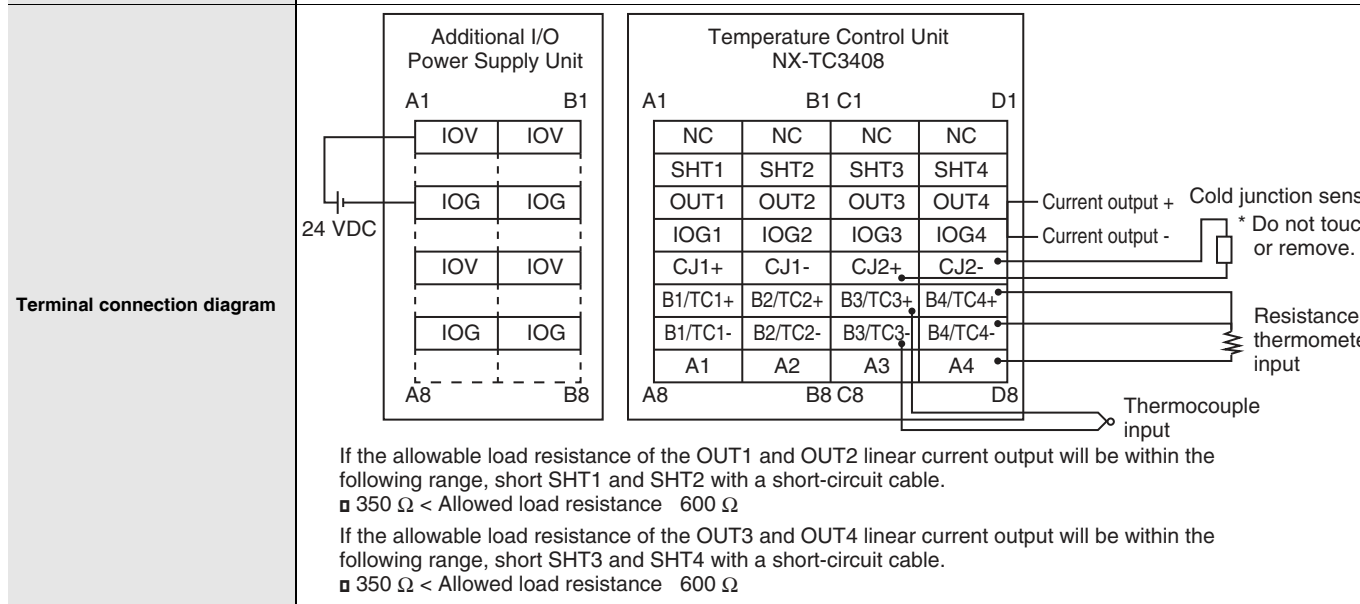 Terminal connection diagram
Additional I/O
Power Supply Unit
A1 B1
IOV IOV
IOG IOG
IOV IOV
IOG IOG
A8 B8
24 VDC
Temperature Control Unit
NX-TC3408
A1 B1 C1 D1
NC NC NC NC
SHT1 SHT2 SHT3 SHT4
OUT1 OUT2 OUT3 OUT4
IOG1 IOG2 IOG3 IOG4
CJ1+ CJ1- CJ2+ CJ2-
B1/TC1+ B2/TC2+ B3/TC3+ B4/TC4+
B1/TC1- B2/TC2- B3/TC3- B4/TC4-
A1 A2 A3 A4
A8 B8 C8 D8
Current output +
Current output -
Cold junction sens
* Do not touc
or remove.
Resistance
thermomete
input
Thermocouple
input
If the allowable load resistance of the OUT1 and OUT2 linear current output will be within the
following range, short SHT1 and SHT2 with a short-circuit cable.
350 Ω < Allowed load resistance 600 Ω
If the allowable load resistance of the OUT3 and OUT4 linear current output will be within the
following range, short SHT3 and SHT4 with a short-circuit cable.
350 Ω < Allowed load resistance 600 Ω